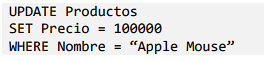 UPDATE Productos
SET Precio = 100000
WHERE Nombre = “Apple Mouse”